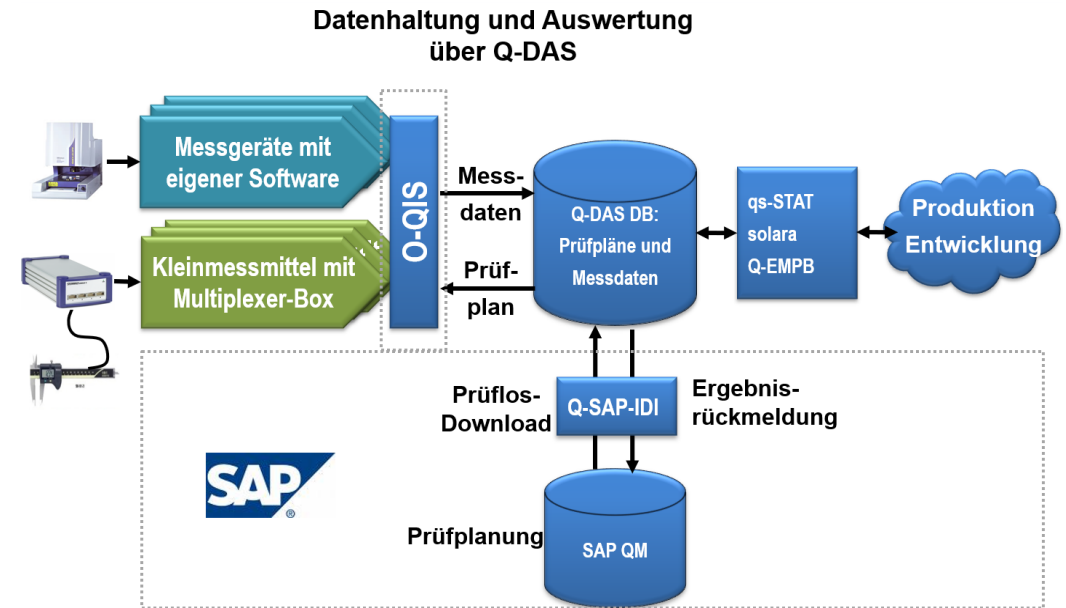 Datenhaltung und Auswertung
über Q-DAS
Messgeräte mit
eigener Software
Kleinmessmittel mit
Multiplexer-Box
O-QIS
Mess-
daten
Prüf-
plan
Q-DAS DB:
Prüfpläne und
Messdaten
qs-STAT
solara
Q-EMPB
Produktion
Entwicklung
Prüflos-
Download
Q-SAP-IDI
Ergebnis-
rückmeldung
SAP
®
Prüfplanung
SAP QM